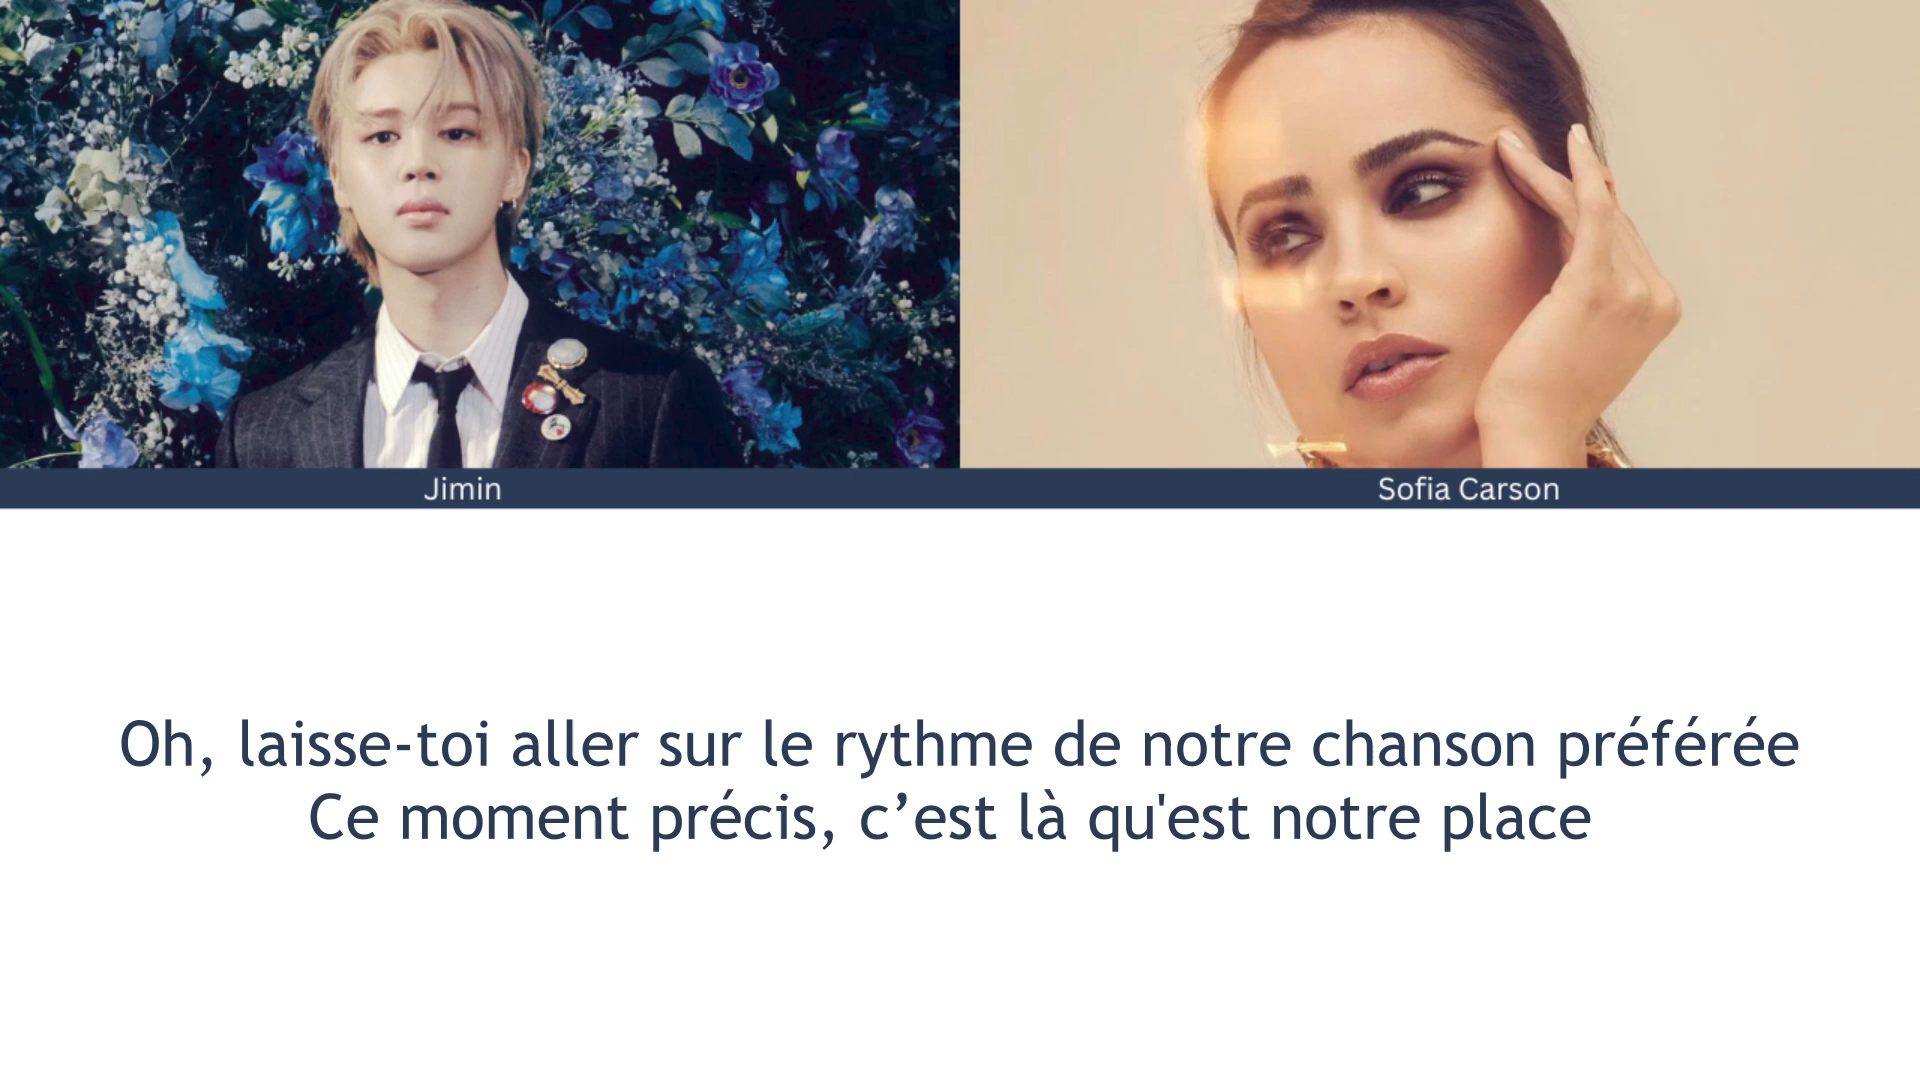 Jimin
Sofia Carson
Oh, laisse-toi aller sur le rythme de notre chanson préférée
Ce moment précis, c’est là qu'est notre place